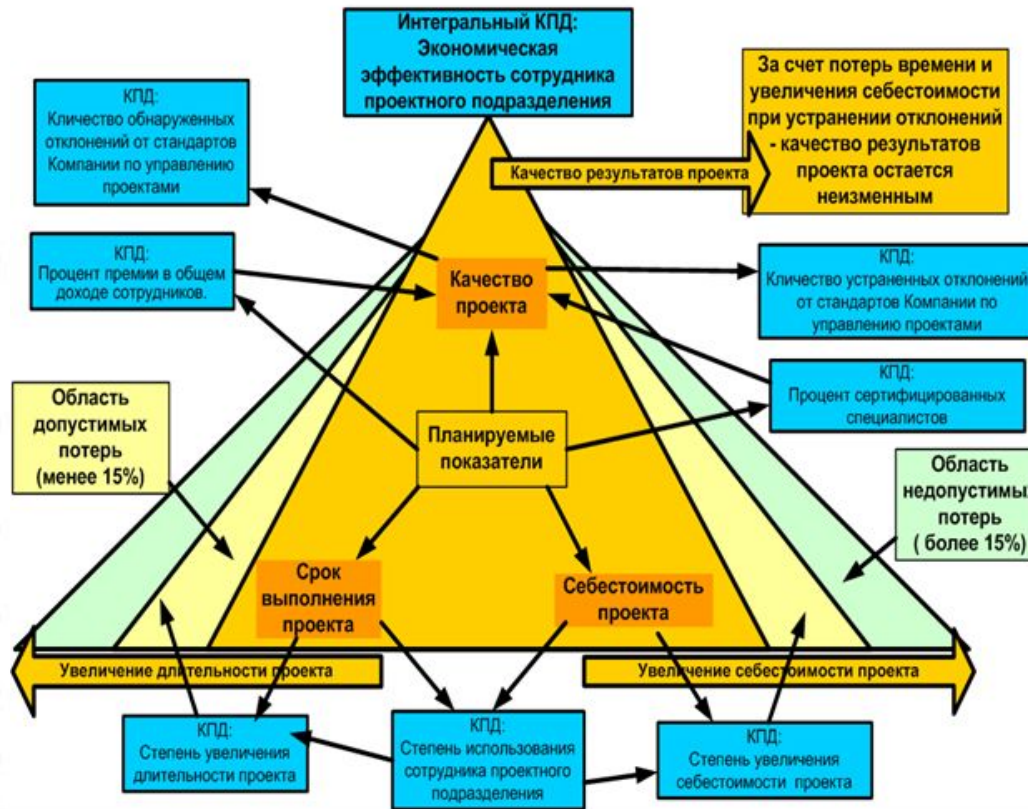 Интегральный КПД:
Экономическая
эффективность сотрудника
проектного подразделения
КПД:
Кличество обнаруженных
отклонений от стандартов
Компании по управлению
проектами
За счет потерь времени и
увеличения себестоимости
при устранении отклонений
- качество результатов
проекта остается
неизменным
Качество результатов проекта
КПД:
Процент премии в общем
доходе сотрудников.
Качество
проекта
КПД:
Кличество устраненных отклонений
от стандартов Компании по
управлению проектами
КПД:
Процент сертифицированных
специалистов
Область
допустимых
потерь
(менее 15%)
Планируемые
показатели
Область
недопустимых
потерь
( более 15%)
Срок
выполнения
проекта
Себестоимость
проекта
Увеличение длительности проекта
Увеличение себестоимости проекта
КПД:
Степень увеличения
длительности проекта
КПД:
Степень использования
сотрудника проектного
подразделения
КПД:
Степень увеличения
себестоимости проекта